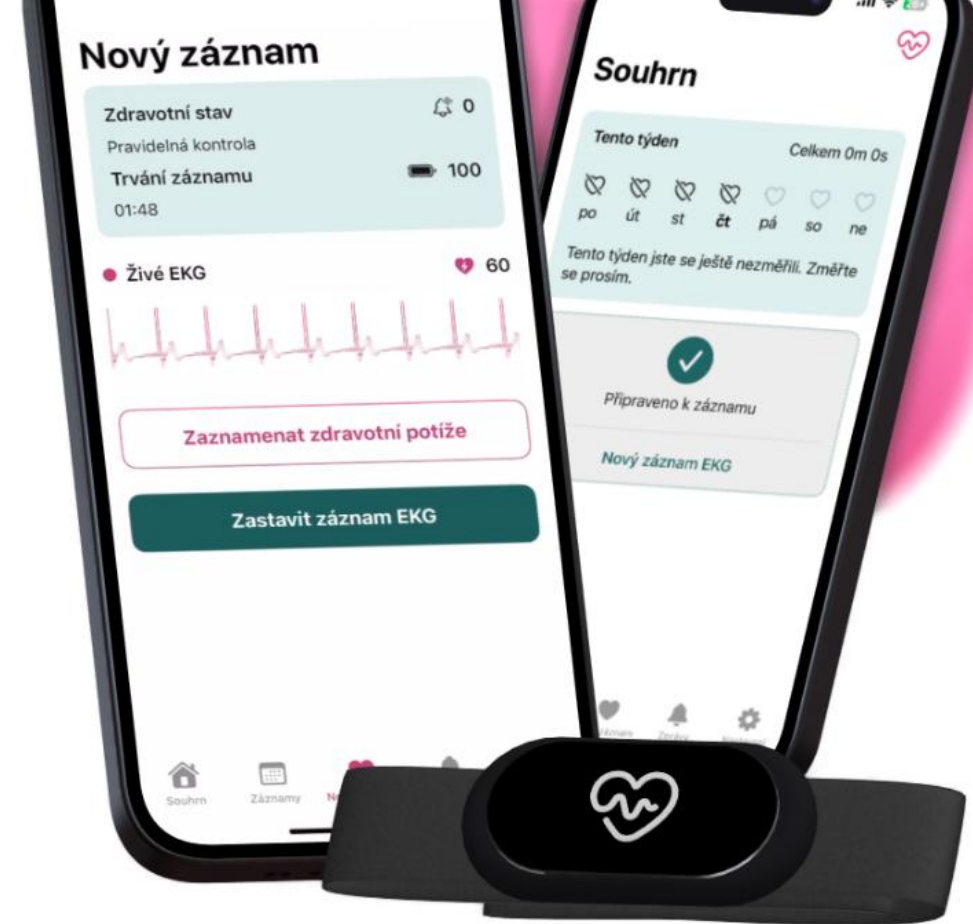 Nový záznam
Zdravotní stav
0
Pravidelná kontrola
Trvání záznamu
100
01:48
Živé EKG
60
Zaznamenat zdravotní potíže
Zastavit záznam EKG
Souhrn
Záznamy
Souhrn
Tento týden
Celkem 0m 0s
po út st čt pá so ne
Tento týden jste se ještě nezměřili. Změřte
se prosím.
Připraveno k záznamu
Nový záznam EKG
Zprávy